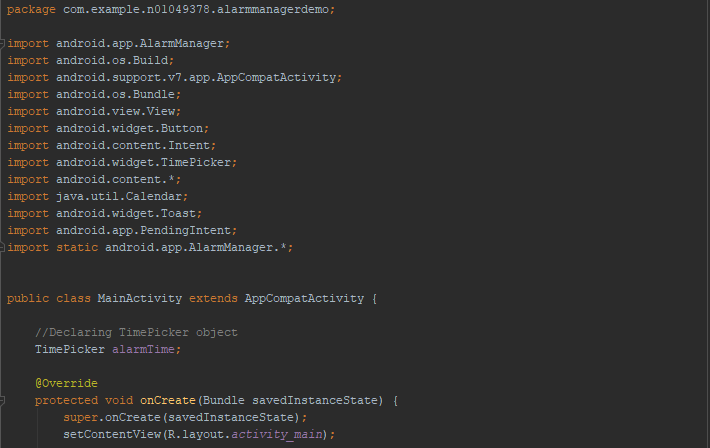 package com.example.n01049378.alarmmanagerdemo;
import android.app.AlarmManager;
import android.os.Build;
import android.support.v7.app.AppCompatActivity;
import android.os.Bundle;
import android.view.View;
import android.widget.Button;
import android.content.Intent;
import android.widget.TimePicker;
import android.content.*;
import java.util.Calendar;
import android.widget.Toast;
import android.app.PendingIntent;
import static android.app.AlarmManager.*;
public class MainActivity extends AppCompatActivity {
//Declaring TimePicker object
TimePicker alarmTime;
@Override
protected void onCreate(Bundle savedInstanceState) {
super.onCreate(savedInstanceState);
setContentView(R.layout.activity_main);